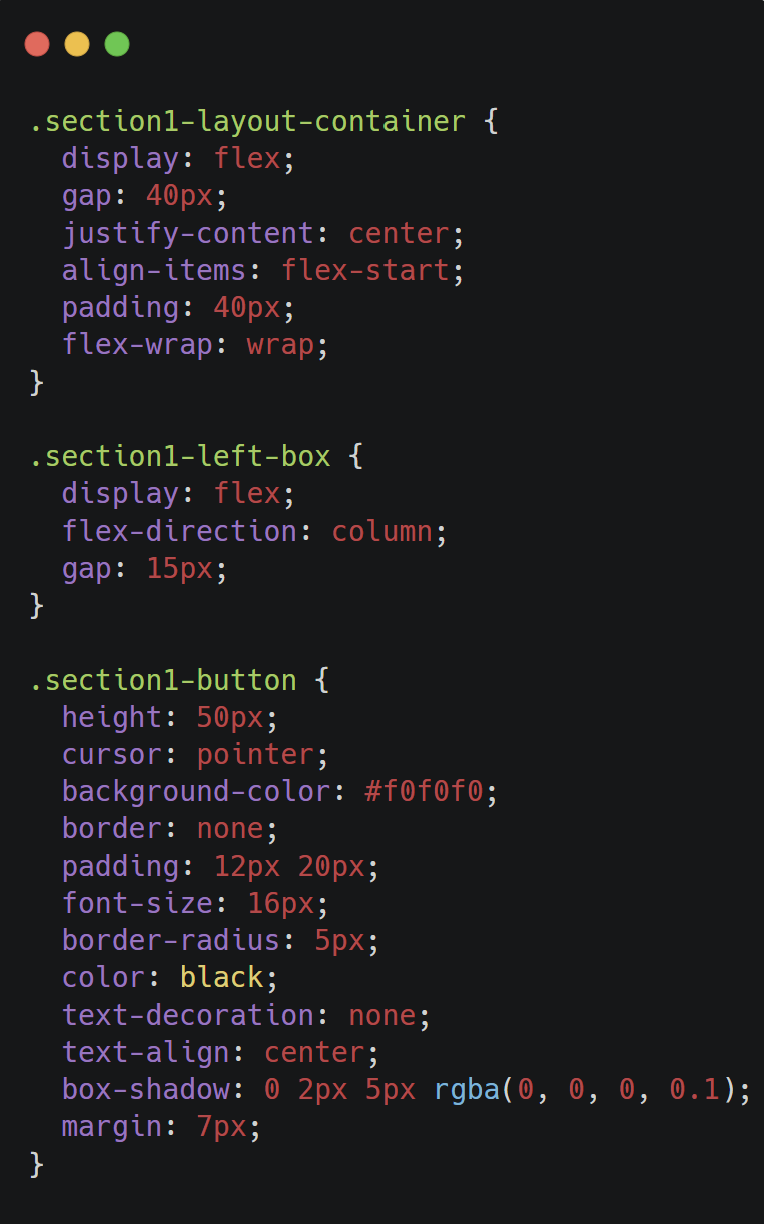 .section1-layout-container {
  display: flex;
  gap: 40px;
  justify-content: center;
  align-items: flex-start;
  padding: 40px;
  flex-wrap: wrap;
}

.section1-left-box {
  display: flex;
  flex-direction: column;
  gap: 15px;
}

.section1-button {
  height: 50px;
  cursor: pointer;
  background-color: #f0f0f0;
  border: none;
  padding: 12px 20px;
  font-size: 16px;
  border-radius: 5px;
  color: black;
  text-decoration: none;
  text-align: center;
  box-shadow: 0 2px 5px rgba(0, 0, 0, 0.1);
  margin: 7px;
}